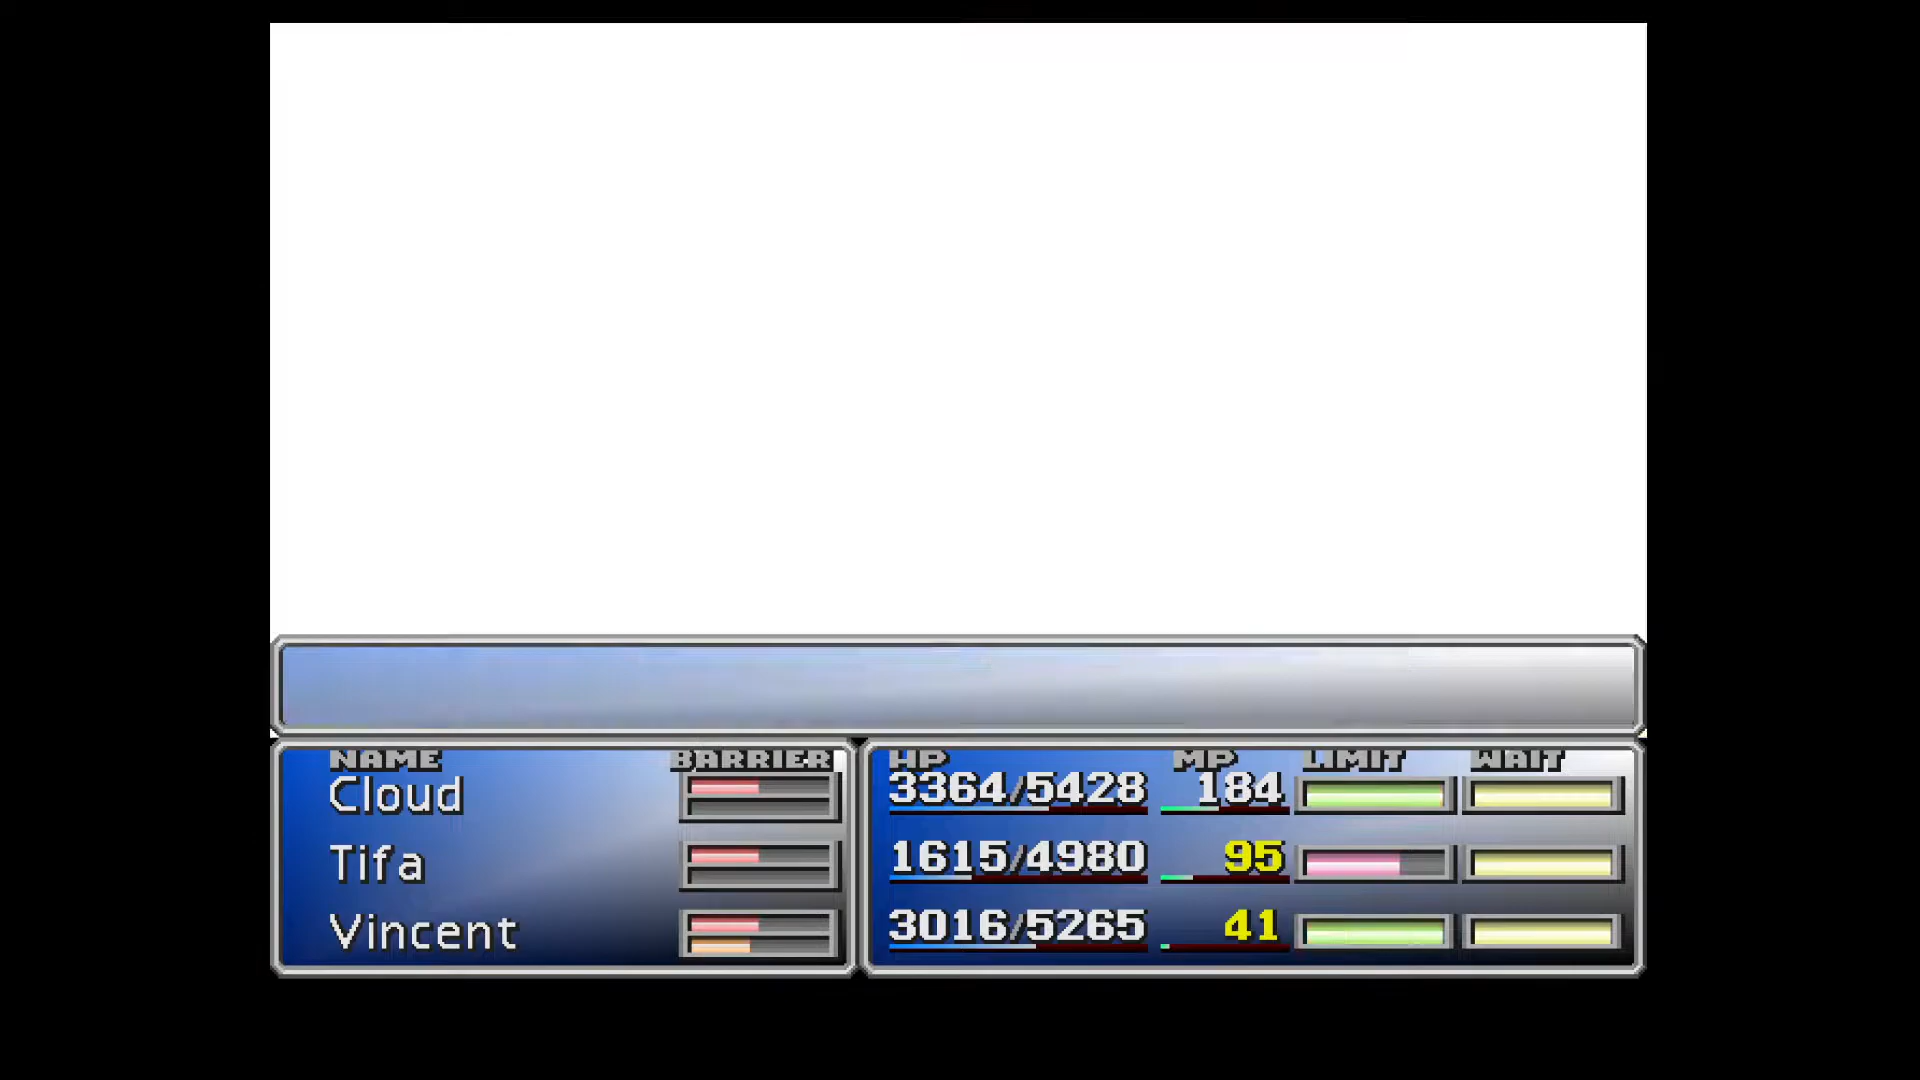 NAME BARRIER HP MP LIMIT WAIT
Cloud 3364/5428 184
Tifa 1615/4980 95
Vincent 3016/5265 41